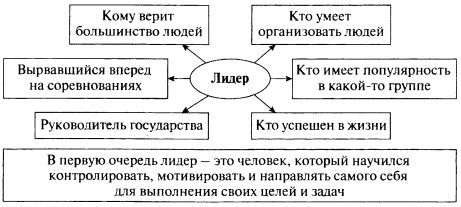 Кому верит
большинство людей
Кто умеет
организовать людей
Вырвавшийся вперед
на соревнованиях
Лидер
Кто имеет популярность
в какой-то группе
Руководитель государства
Кто успешен в жизни
В первую очередь лидер — это человек, который научился
контролировать, мотивировать и направлять самого себя
для выполнения своих целей и задач